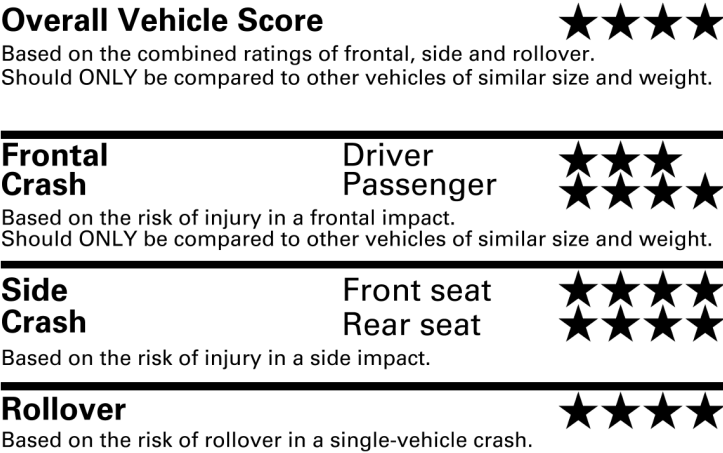 Overall Vehicle Score ★★★★
Based on the combined ratings of frontal, side and rollover.
Should ONLY be compared to other vehicles of similar size and weight.
Frontal Driver ★★★
Crash Passenger ★★★★
Based on the risk of injury in a frontal impact.
Should ONLY be compared to other vehicles of similar size and weight.
Side Front seat ★★★★
Crash Rear seat ★★★★
Based on the risk of injury in a side impact.
Rollover ★★★★
Based on the risk of rollover in a single-vehicle crash.